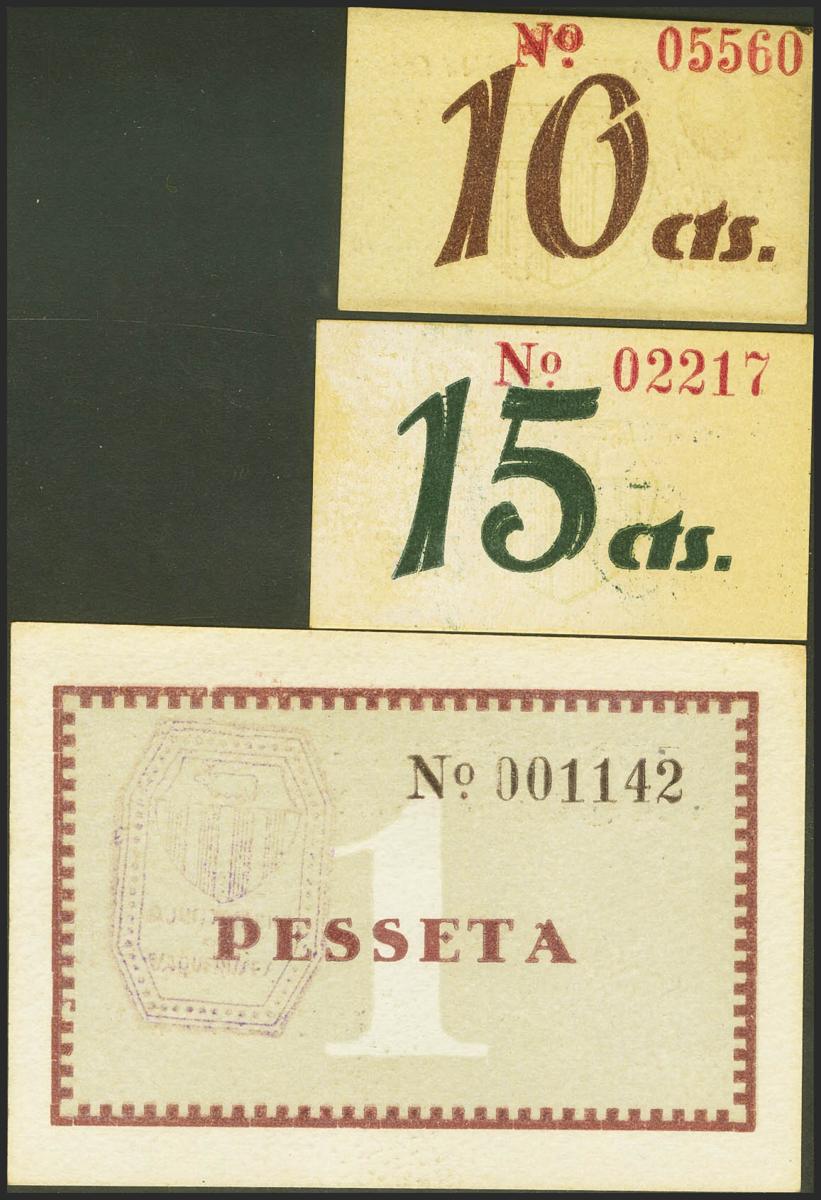 Nº 05560
10 cts.
Nº 02217
15 cts.
Nº 001142
1
PESSETA